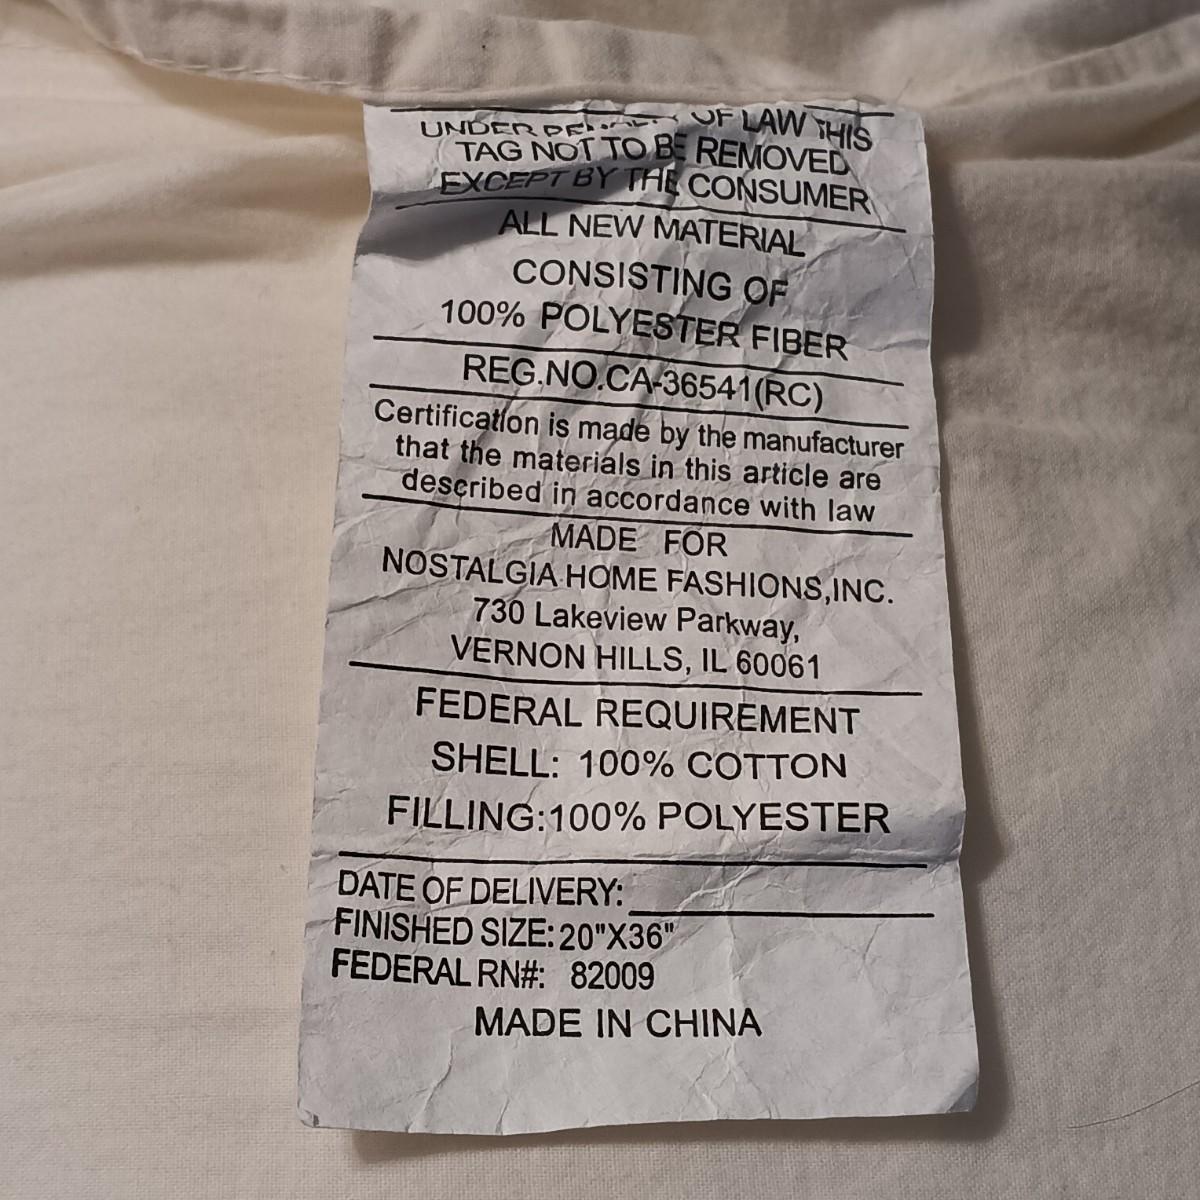 UNDER PENALTY OF LAW THIS
TAG NOT TO BE REMOVED
EXCEPT BY THE CONSUMER
ALL NEW MATERIAL
CONSISTING OF
100% POLYESTER FIBER
REG.NO.CA-36541(RC)
Certification is made by the manufacturer
that the materials in this article are
described in accordance with law
MADE FOR
NOSTALGIA HOME FASHIONS,INC.
730 Lakeview Parkway,
VERNON HILLS, IL 60061
FEDERAL REQUIREMENT
SHELL: 100% COTTON
FILLING:100% POLYESTER
DATE OF DELIVERY:
FINISHED SIZE: 20"X36"
FEDERAL RN#: 82009
MADE IN CHINA